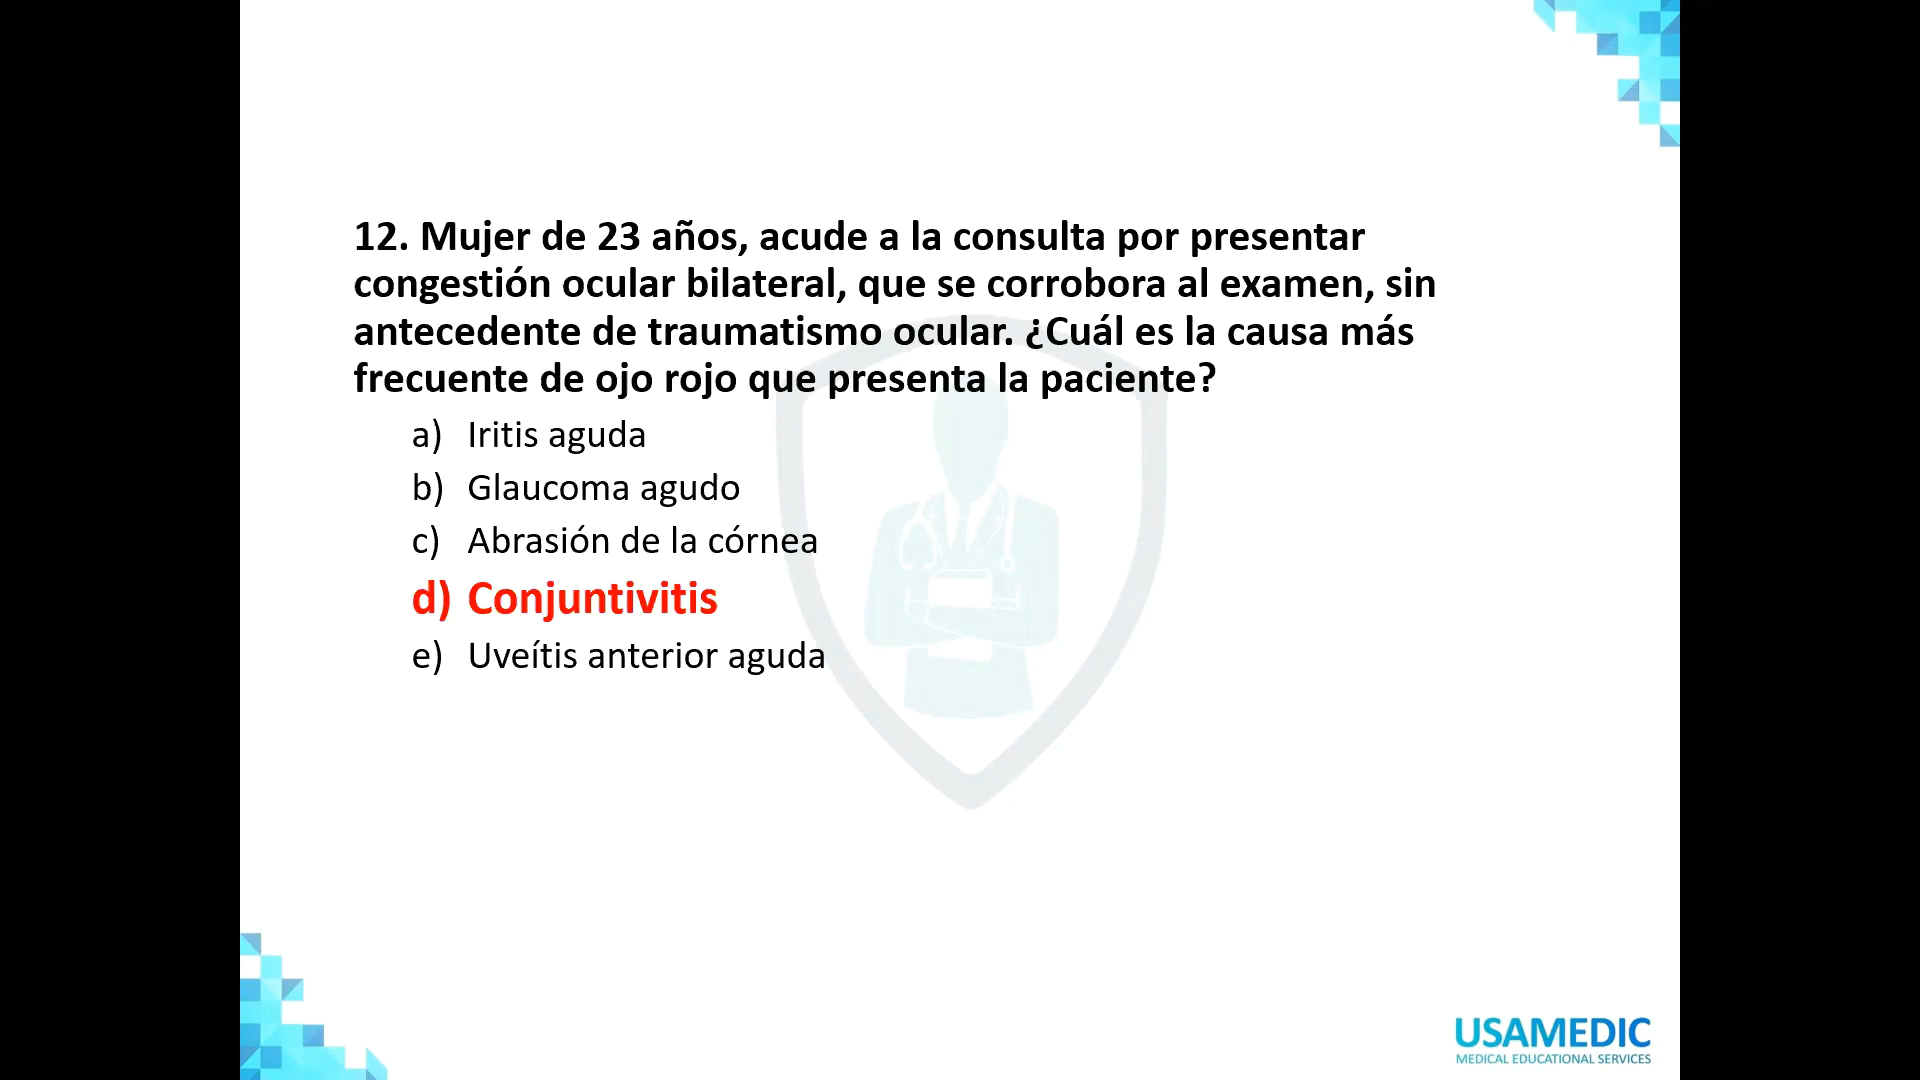 12. Mujer de 23 años, acude a la consulta por presentar
congestión ocular bilateral, que se corrobora al examen, sin
antecedente de traumatismo ocular. ¿Cuál es la causa más
frecuente de ojo rojo que presenta la paciente?
a) Iritis aguda
b) Glaucoma agudo
c) Abrasión de la córnea
d) Conjuntivitis
e) Uveítis anterior aguda
USAMEDIC
MEDICAL EDUCATIONAL SERVICES